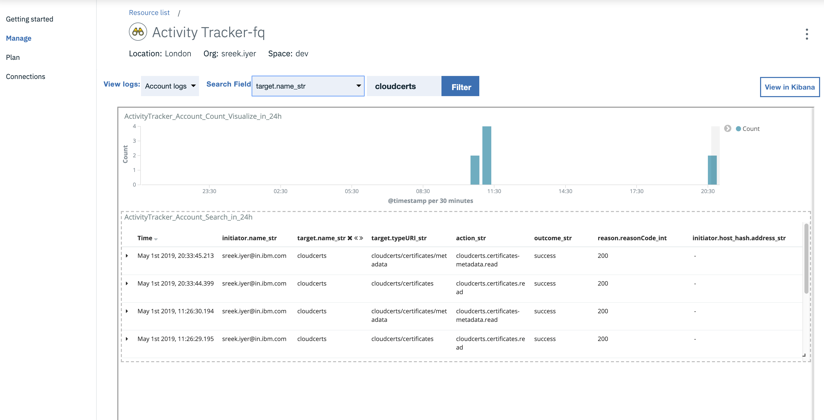 Getting started
Manage
Plan
Connections
Resource list /
Activity Tracker-fq
Location: London Org: sreek.iyer Space: dev
View logs: Account logs Search Field target.name_str cloudcerts Filter View in Kibana
ActivityTracker_Account_Count_Visualize_in_24h
Count
4
3
2
1
0
23:30 02:30 05:30 08:30 11:30 14:30 17:30 20:30
@timestamp per 30 minutes
Count
ActivityTracker_Account_Search_in_24h
Time initiator.name_str target.name_str target.typeURI_str action_str outcome_str reason.reasonCode_int initiator.host_hash.address_str
May 1st 2019, 20:33:45.213 sreek.iyer@in.ibm.com cloudcerts cloudcerts/certificates/met cloudcerts.certificates- success 200 -
adata metadata.read
May 1st 2019, 20:33:44.399 sreek.iyer@in.ibm.com cloudcerts cloudcerts/certificates cloudcerts.certificates.re success 200 -
ad
May 1st 2019, 11:26:30.194 sreek.iyer@in.ibm.com cloudcerts cloudcerts/certificates/met cloudcerts.certificates- success 200 -
adata metadata.read
May 1st 2019, 11:26:29.195 sreek.iyer@in.ibm.com cloudcerts cloudcerts/certificates cloudcerts.certificates.re success 200 -
ad